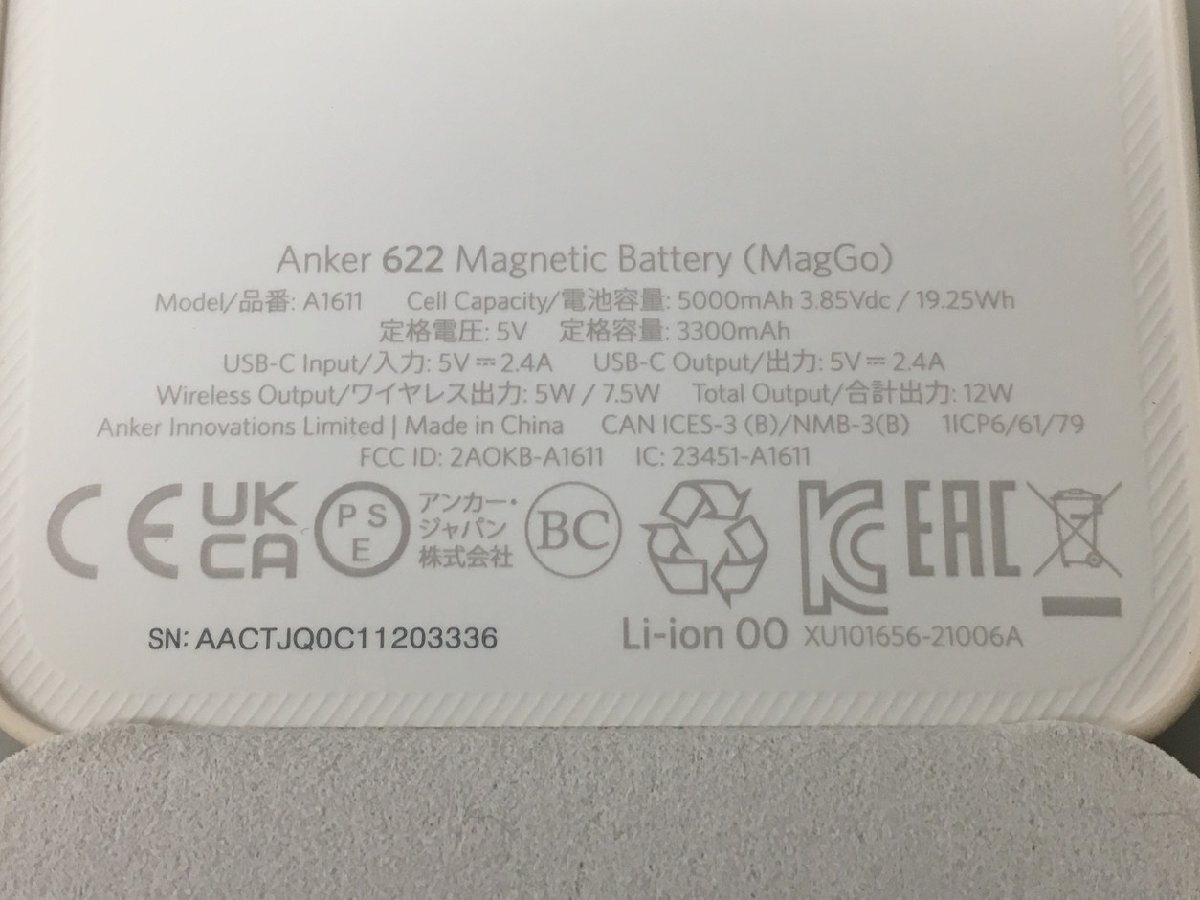 Anker 622 Magnetic Battery (MagGo)
Model/品番: A1611 Cell Capacity/電池容量: 5000mAh 3.85Vdc / 19.25Wh
定格電圧: 5V 定格容量: 3300mAh
USB-C Input/入力: 5V⎓2.4A USB-C Output/出力: 5V⎓2.4A
Wireless Output/ワイヤレス出力: 5W / 7.5W Total Output/合計出力: 12W
Anker Innovations Limited | Made in China CAN ICES-3 (B)/NMB-3(B) 1ICP6/61/79
FCC ID: 2AOKB-A1611 IC: 23451-A1611
CE
UK
CA
P S
E
アンカー・
ジャパン
株式会社
BC
KC
EAC
SN: AACTJQ0C11203336
Li-ion 00
XU101656-21006A